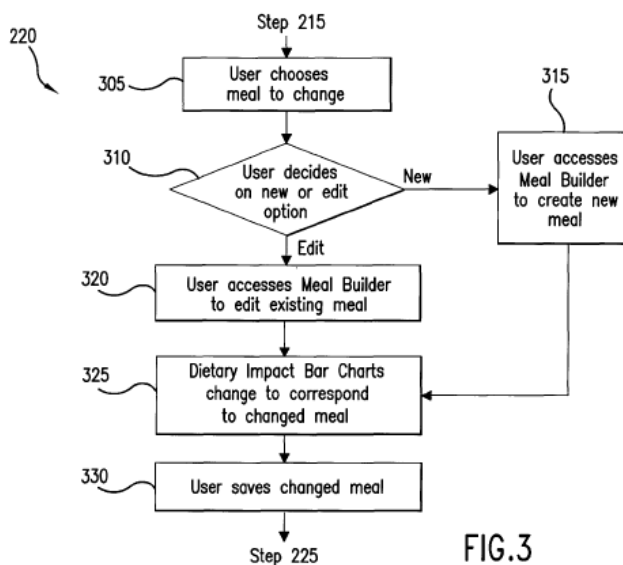 Step 215
220
305
User chooses
meal to change
310
User decides
on new or edit
option
New
315
User accesses
Meal Builder
to create new
meal
Edit
320
User accesses Meal Builder
to edit existing meal
325
Dietary Impact Bar Charts
change to correspond
to changed meal
330
User saves changed meal
Step 225
FIG.3